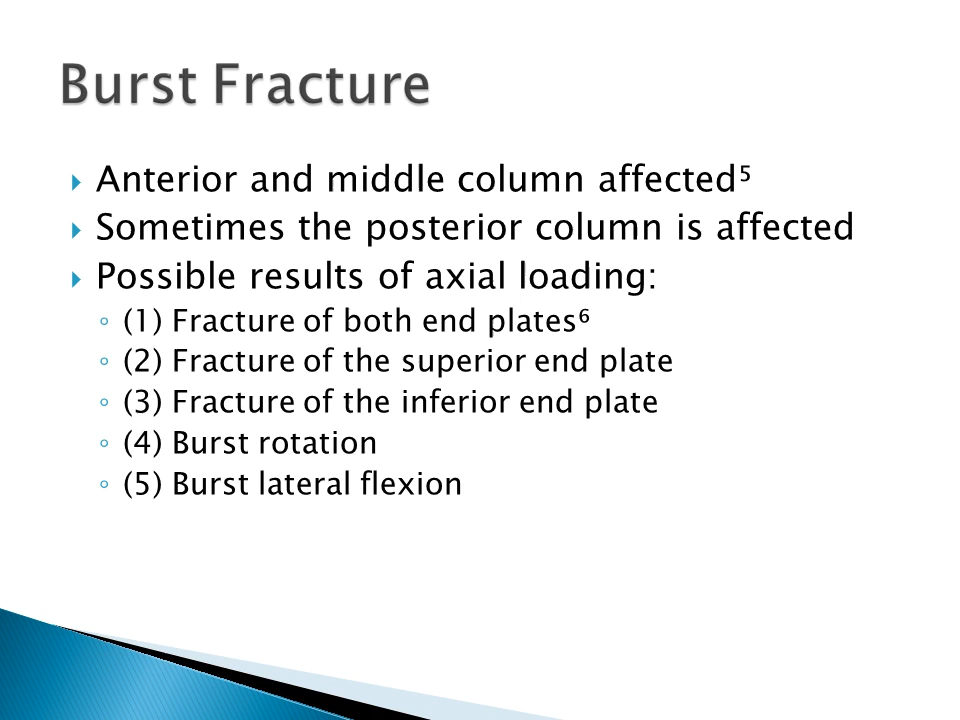 Burst Fracture
Anterior and middle column affected⁵
Sometimes the posterior column is affected
Possible results of axial loading:
(1) Fracture of both end plates⁶
(2) Fracture of the superior end plate
(3) Fracture of the inferior end plate
(4) Burst rotation
(5) Burst lateral flexion